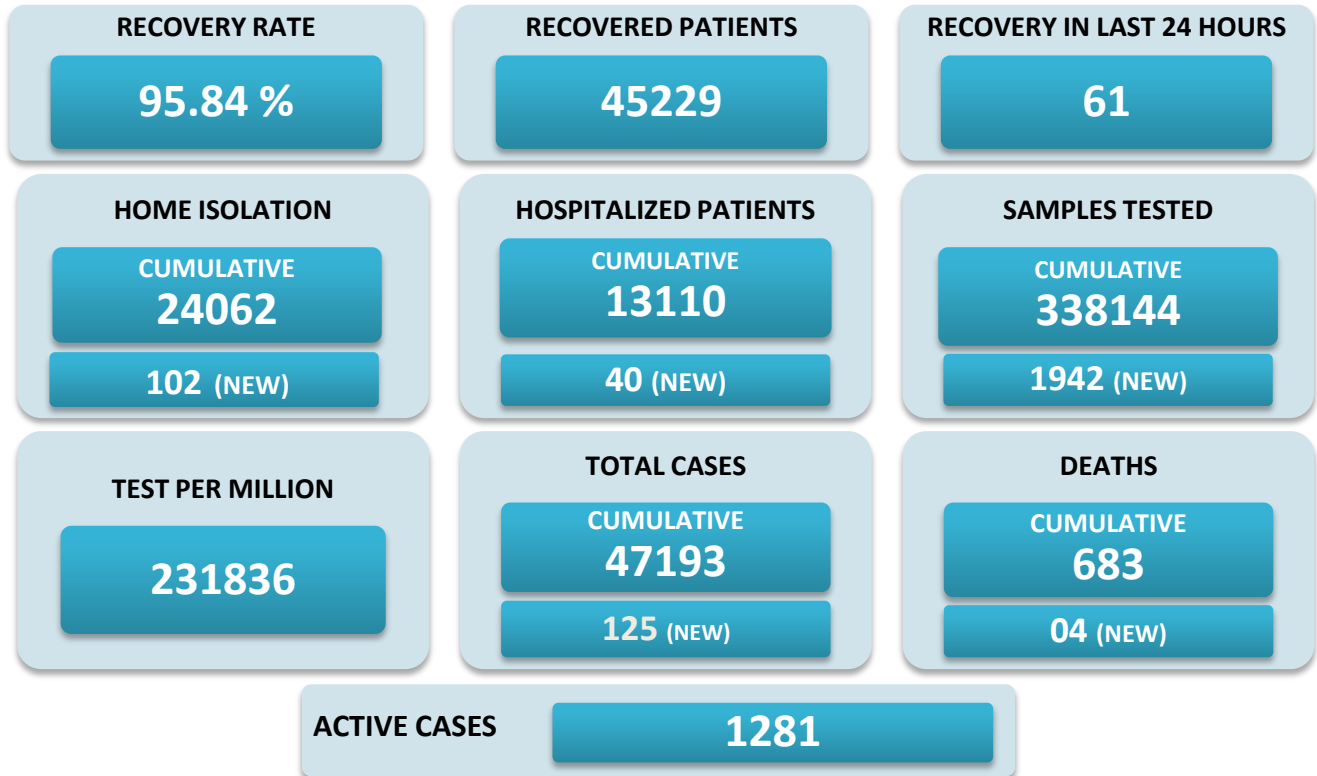 RECOVERY RATE
95.84 %
RECOVERED PATIENTS
45229
RECOVERY IN LAST 24 HOURS
61
HOME ISOLATION
CUMULATIVE
24062
102 (NEW)
HOSPITALIZED PATIENTS
CUMULATIVE
13110
40 (NEW)
SAMPLES TESTED
CUMULATIVE
338144
1942 (NEW)
TEST PER MILLION
231836
TOTAL CASES
CUMULATIVE
47193
125 (NEW)
DEATHS
CUMULATIVE
683
04 (NEW)
ACTIVE CASES
1281